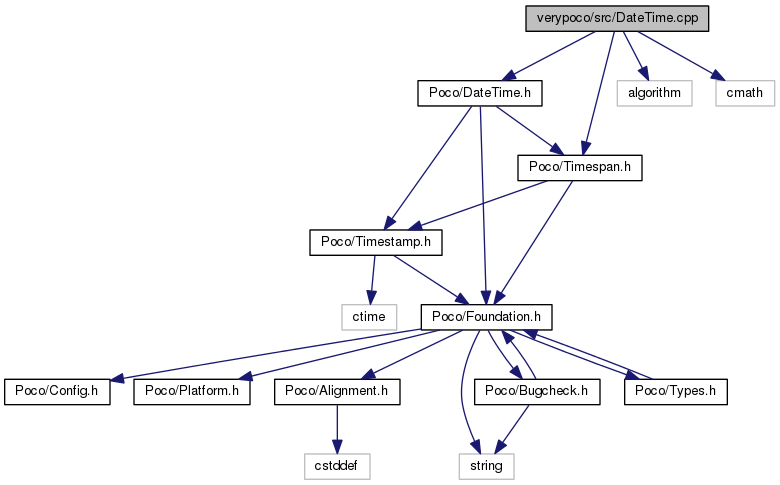 verypoco/src/DateTime.cpp
Poco/DateTime.h
algorithm
cmath
Poco/Timespan.h
Poco/Timestamp.h
ctime
Poco/Foundation.h
Poco/Config.h
Poco/Platform.h
Poco/Alignment.h
Poco/Bugcheck.h
Poco/Types.h
cstddef
string